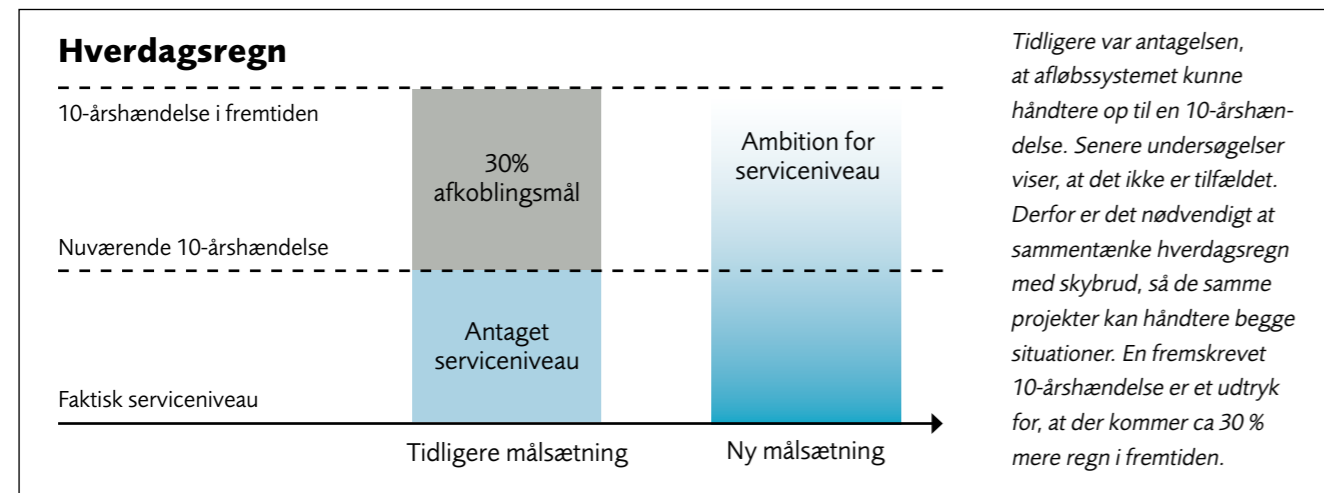 Hverdagsregn
10-årshændelse i fremtiden
30%
afkoblingsmål
Ambition for
serviceniveau
Nuværende 10-årshændelse
Antaget
serviceniveau
Faktisk serviceniveau
Tidligere målsætning
Ny målsætning
Tidligere var antagelsen,
at afløbssystemet kunne
håndtere op til en 10-årshæn-
delse. Senere undersøgelser
viser, at det ikke er tilfældet.
Derfor er det nødvendigt at
sammentænke hverdagsregn
med skybrud, så de samme
projekter kan håndtere begge
situationer. En fremskrevet
10-årshændelse er et udtryk
for, at der kommer ca 30 %
mere regn i fremtiden.